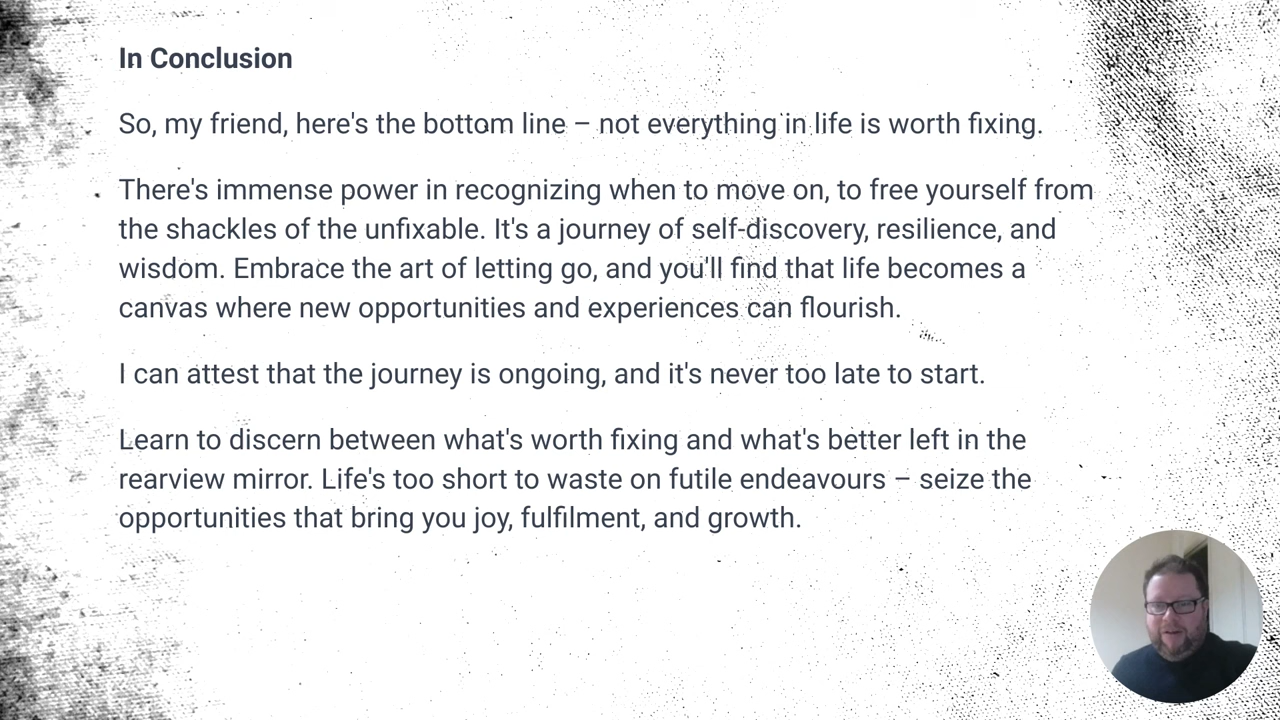 In Conclusion
So, my friend, here's the bottom line – not everything in life is worth fixing.
There's immense power in recognizing when to move on, to free yourself from
the shackles of the unfixable. It's a journey of self-discovery, resilience, and
wisdom. Embrace the art of letting go, and you'll find that life becomes a
canvas where new opportunities and experiences can flourish.
I can attest that the journey is ongoing, and it's never too late to start.
Learn to discern between what's worth fixing and what's better left in the
rearview mirror. Life's too short to waste on futile endeavours – seize the
opportunities that bring you joy, fulfilment, and growth.